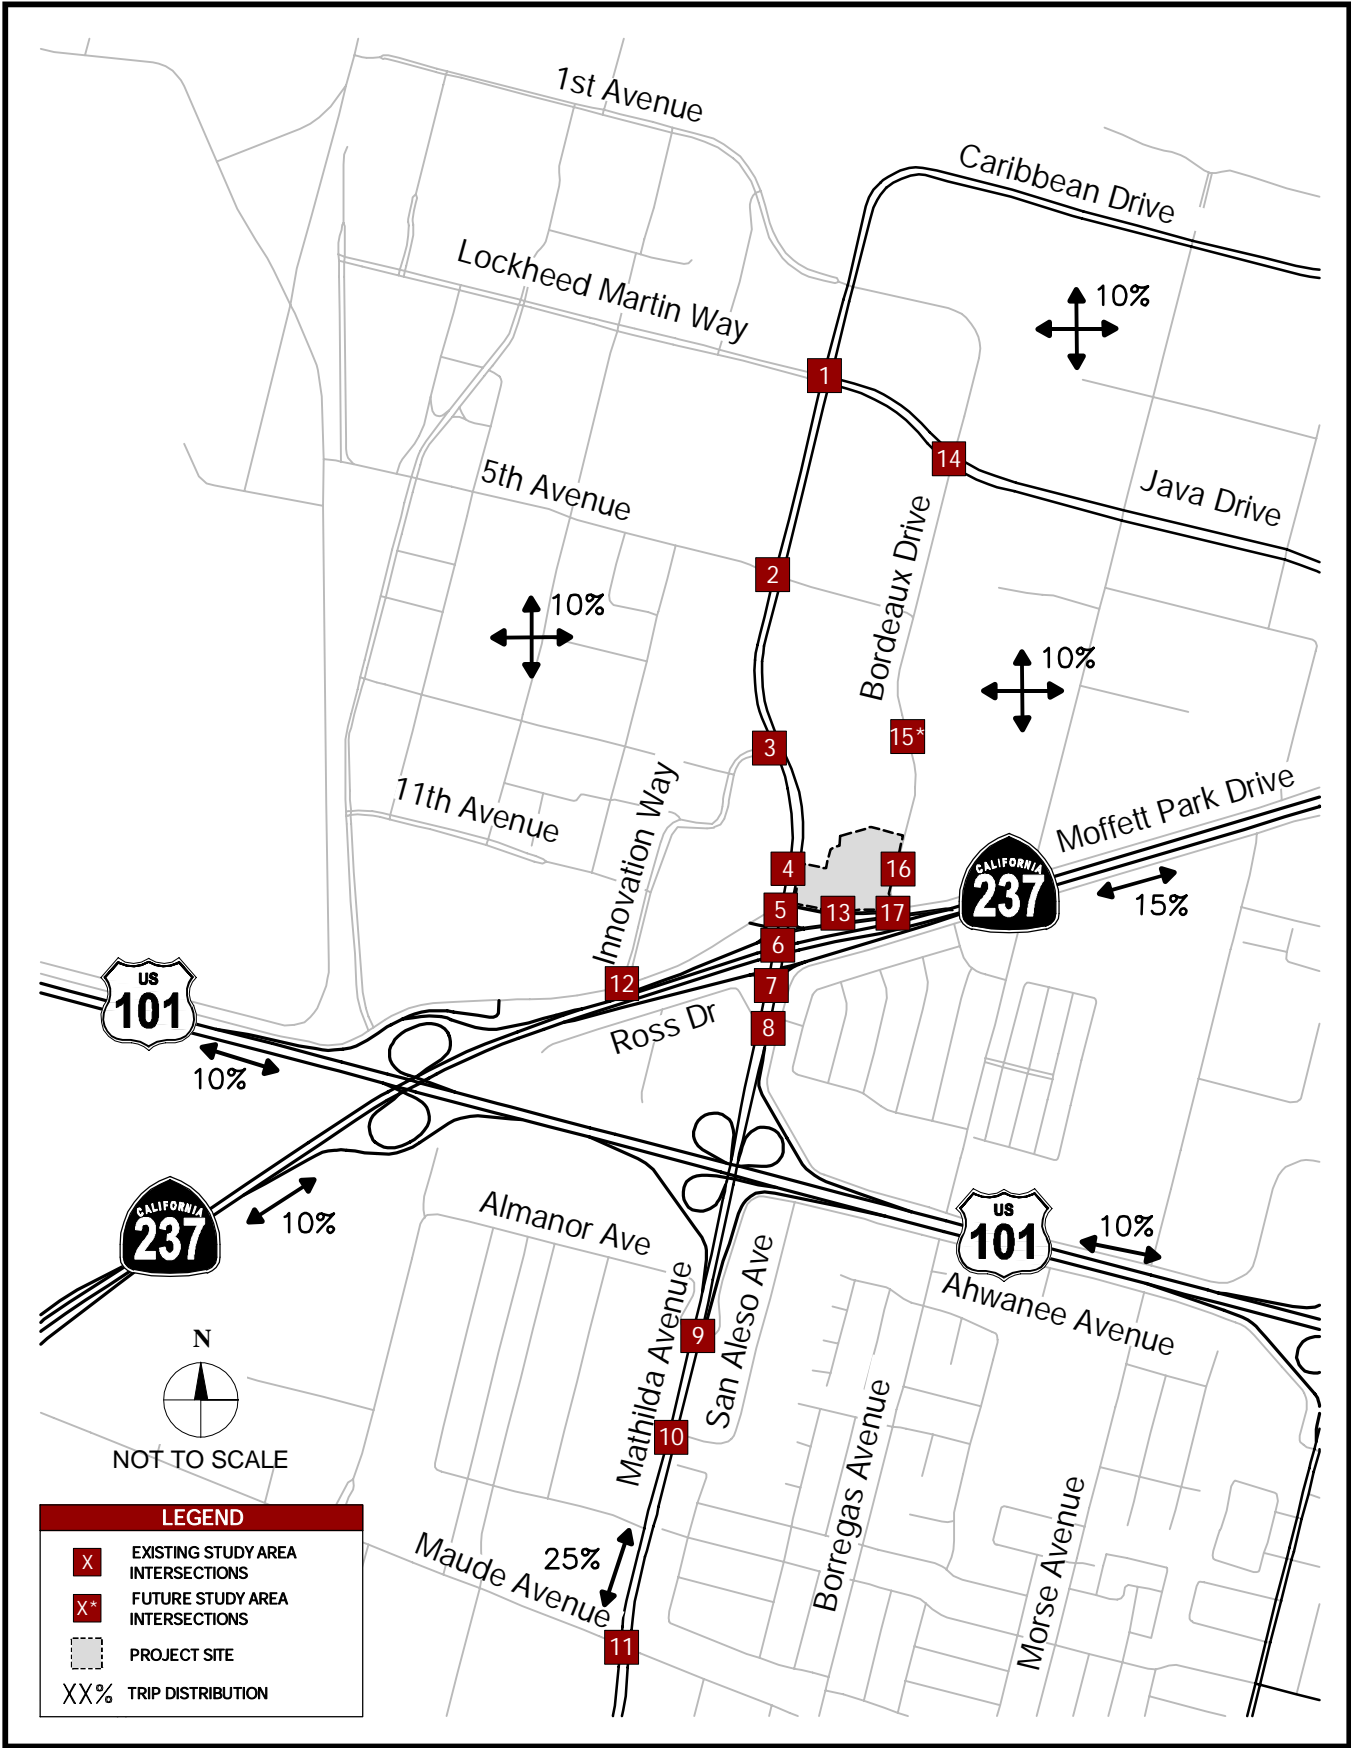 1st Avenue
Caribbean Drive
Lockheed Martin Way
10%
1
14
5th Avenue
Java Drive
2
Bordeaux Drive
10%
10%
15*
3
11th Avenue
Innovation Way
Moffett Park Drive
4
16
CALIFORNIA
237
15%
5
13
17
6
12
7
US
101
8
Ross Dr
10%
CALIFORNIA
237
10%
Almanor Ave
US
101
10%
Mathilda Avenue
San Aleso Ave
Ahwanee Avenue
9
N
NOT TO SCALE
10
Borregas Avenue
Morse Avenue
25%
Maude Avenue
11
LEGEND
X
EXISTING STUDY AREA
INTERSECTIONS
X*
FUTURE STUDY AREA
INTERSECTIONS
PROJECT SITE
XX% TRIP DISTRIBUTION